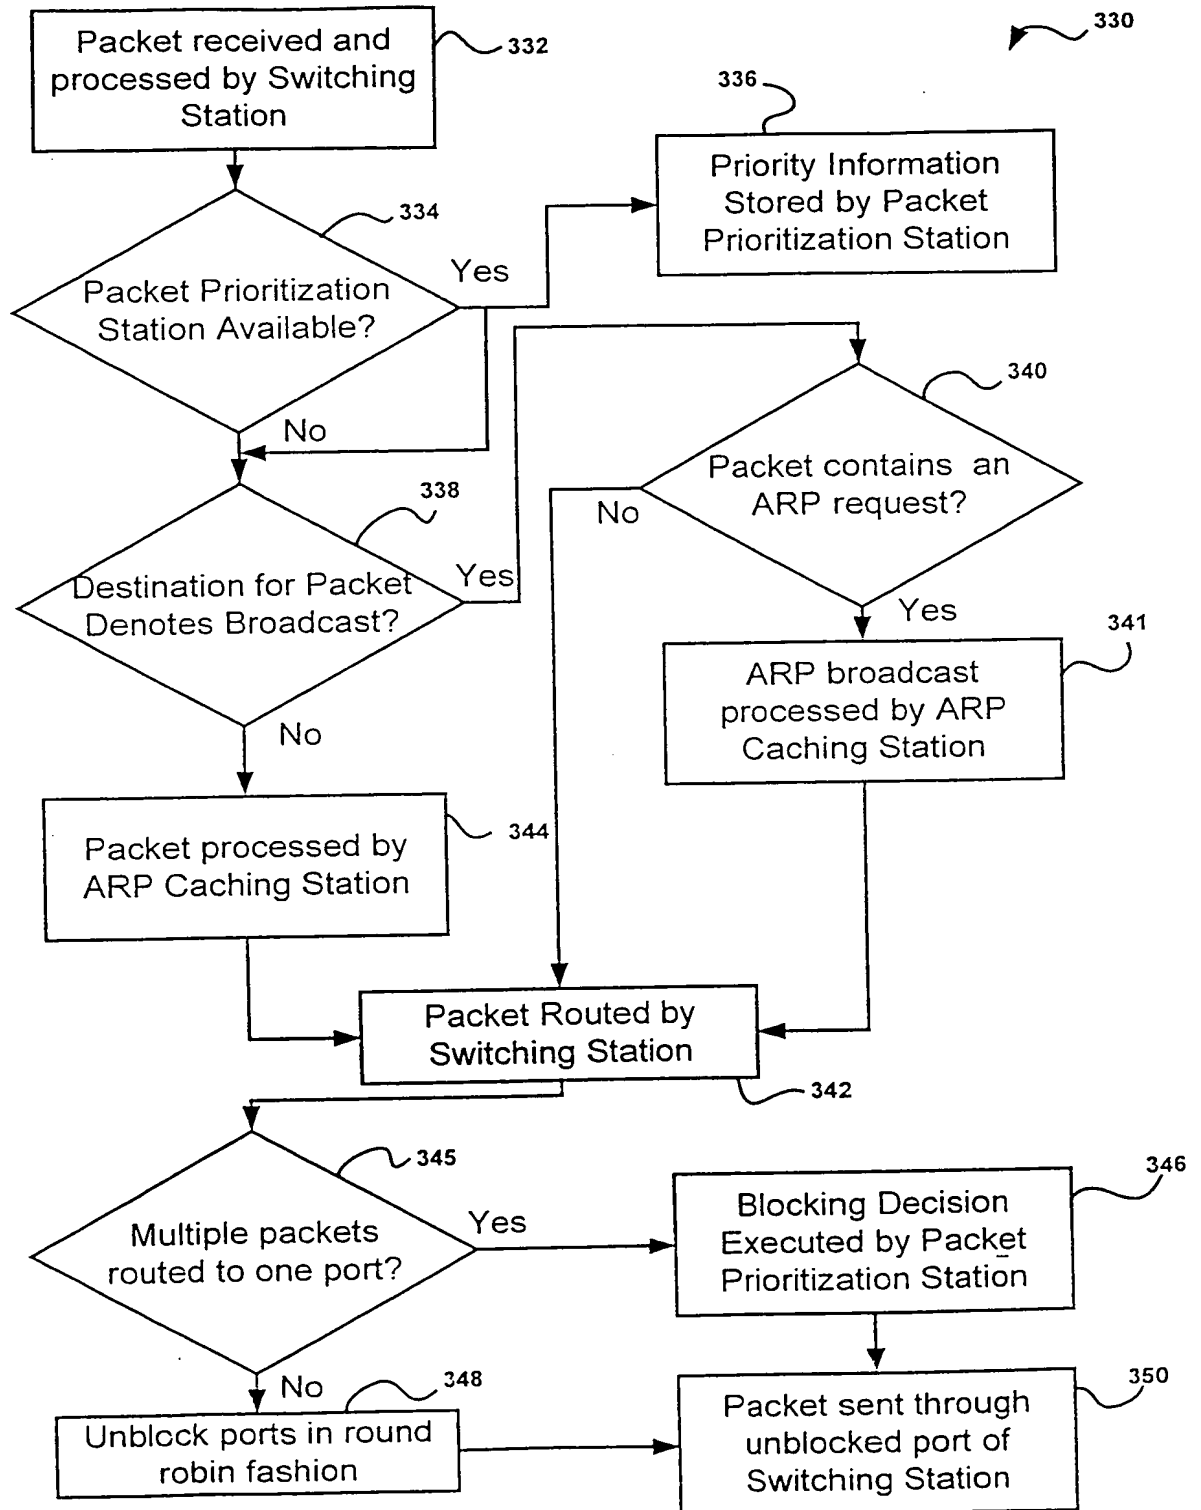 Packet received and
processed by Switching
Station
332
330
336
Priority Information
Stored by Packet
Prioritization Station
334
Packet Prioritization
Station Available?
Yes
No
340
Packet contains an
ARP request?
No
Yes
338
Destination for Packet
Denotes Broadcast?
Yes
No
341
ARP broadcast
processed by ARP
Caching Station
344
Packet processed by
ARP Caching Station
Packet Routed by
Switching Station
342
345
Multiple packets
routed to one port?
Yes
No
346
Blocking Decision
Executed by Packet
Prioritization Station
348
Unblock ports in round
robin fashion
350
Packet sent through
unblocked port of
Switching Station